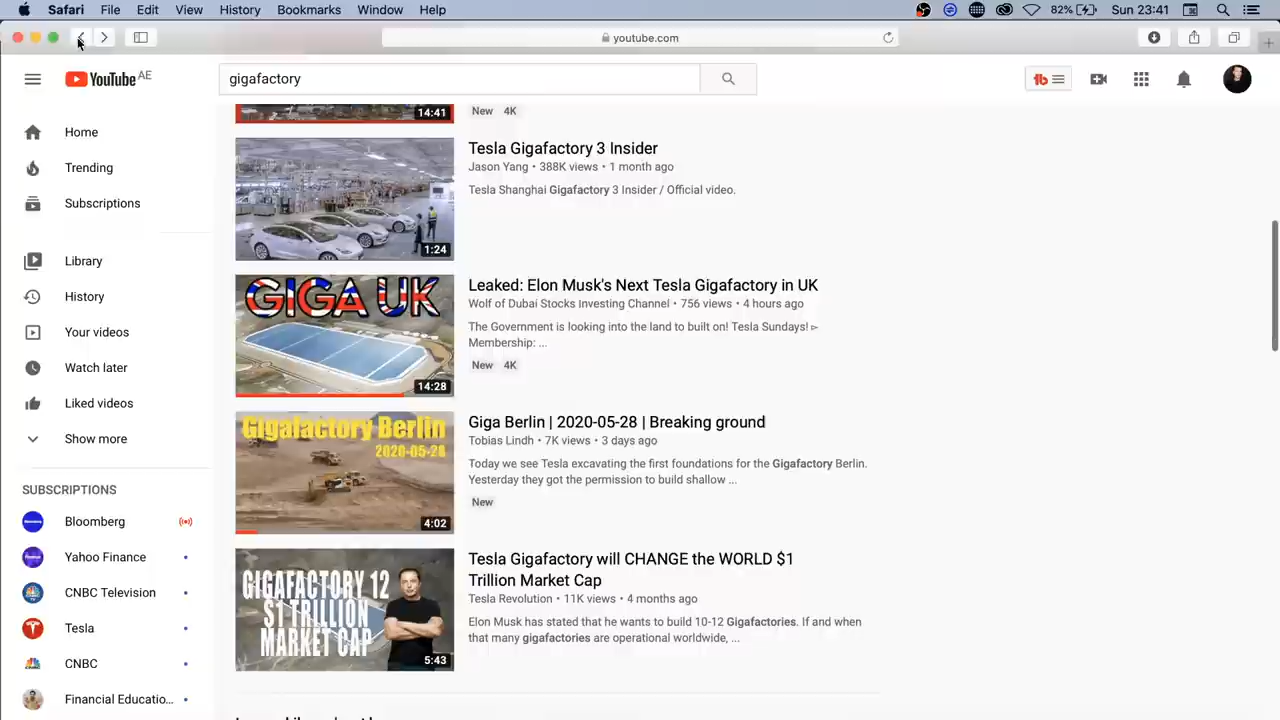 Safari File Edit View History Bookmarks Window Help 82% Sun 23:41
youtube.com
YouTube AE
gigafactory
Home
Trending
Subscriptions
Library
History
Your videos
Watch later
Liked videos
Show more
SUBSCRIPTIONS
Bloomberg
Yahoo Finance
CNBC Television
Tesla
CNBC
Financial Educatio...
14:41
New 4K
1:24
Tesla Gigafactory 3 Insider
Jason Yang • 388K views • 1 month ago
Tesla Shanghai Gigafactory 3 Insider / Official video.
GIGA UK
14:28
Leaked: Elon Musk's Next Tesla Gigafactory in UK
Wolf of Dubai Stocks Investing Channel • 756 views • 4 hours ago
The Government is looking into the land to built on! Tesla Sundays! ▻
Membership: ...
New 4K
Gigafactory Berlin
2020-05-28
4:02
Giga Berlin | 2020-05-28 | Breaking ground
Tobias Lindh • 7K views • 3 days ago
Today we see Tesla excavating the first foundations for the Gigafactory Berlin.
Yesterday they got the permission to build shallow ...
New
GIGAFACTORY 12
$1 TRILLION
MARKET CAP
5:43
Tesla Gigafactory will CHANGE the WORLD $1
Trillion Market Cap
Tesla Revolution • 11K views • 4 months ago
Elon Musk has stated that he wants to build 10-12 Gigafactories. If and when
that many gigafactories are operational worldwide, ...